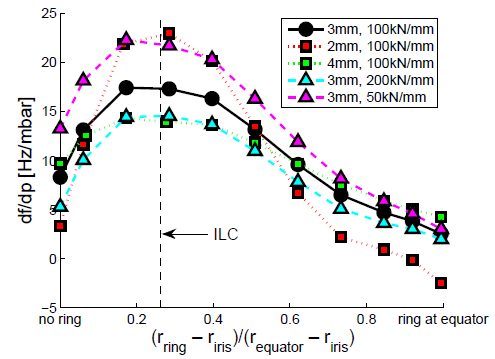 25
20
15
10
5
0
−5
df/dp [Hz/mbar]
3mm, 100kN/mm
2mm, 100kN/mm
4mm, 100kN/mm
3mm, 200kN/mm
3mm, 50kN/mm
ILC
no ring 0.2 0.4 0.6 0.8 ring at equator
(r_ring − r_iris)/(r_equator − r_iris)